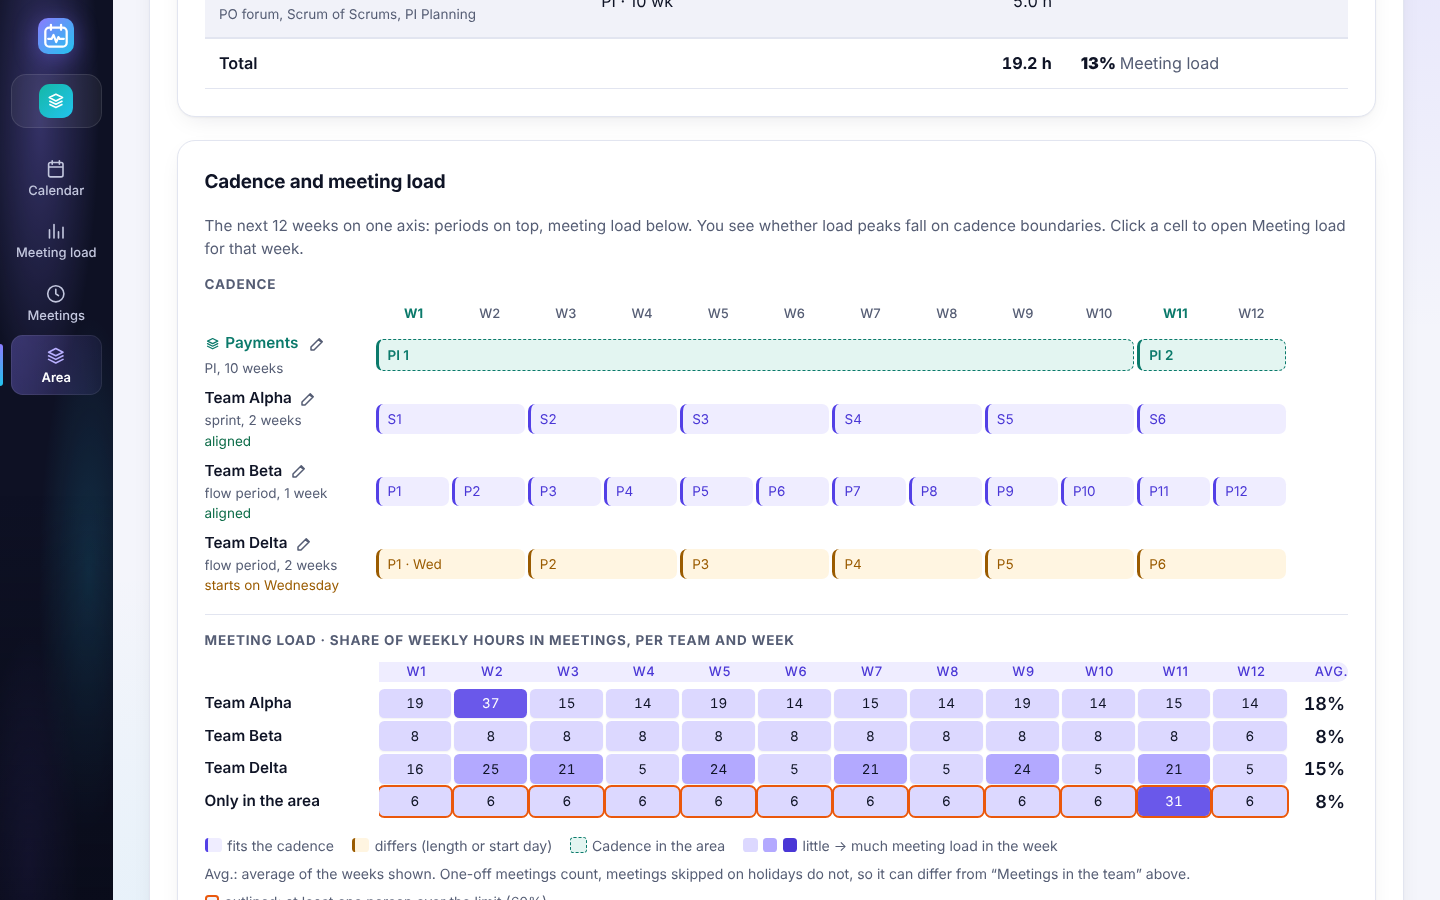 PO forum, Scrum of Scrums, PI Planning
PI · 10 wk
5.0 h
Total 19.2 h 13% Meeting load
Calendar
Meeting load
Meetings
Area
Cadence and meeting load
The next 12 weeks on one axis: periods on top, meeting load below. You see whether load peaks fall on cadence boundaries. Click a cell to open Meeting load
for that week.
CADENCE
W1 W2 W3 W4 W5 W6 W7 W8 W9 W10 W11 W12
Payments
PI, 10 weeks
PI 1 PI 2
Team Alpha
sprint, 2 weeks
aligned
S1 S2 S3 S4 S5 S6
Team Beta
flow period, 1 week
aligned
P1 P2 P3 P4 P5 P6 P7 P8 P9 P10 P11 P12
Team Delta
flow period, 2 weeks
starts on Wednesday
P1 · Wed P2 P3 P4 P5 P6
MEETING LOAD · SHARE OF WEEKLY HOURS IN MEETINGS, PER TEAM AND WEEK
W1 W2 W3 W4 W5 W6 W7 W8 W9 W10 W11 W12 AVG.
Team Alpha 19 37 15 14 19 14 15 14 19 14 15 14 18%
Team Beta 8 8 8 8 8 8 8 8 8 8 8 6 8%
Team Delta 16 25 21 5 24 5 21 5 24 5 21 5 15%
Only in the area 6 6 6 6 6 6 6 6 6 6 31 6 8%
fits the cadence differs (length or start day) Cadence in the area little → much meeting load in the week
Avg.: average of the weeks shown. One-off meetings count, meetings skipped on holidays do not, so it can differ from “Meetings in the team” above.
outlined: at least one person over the limit (60%)